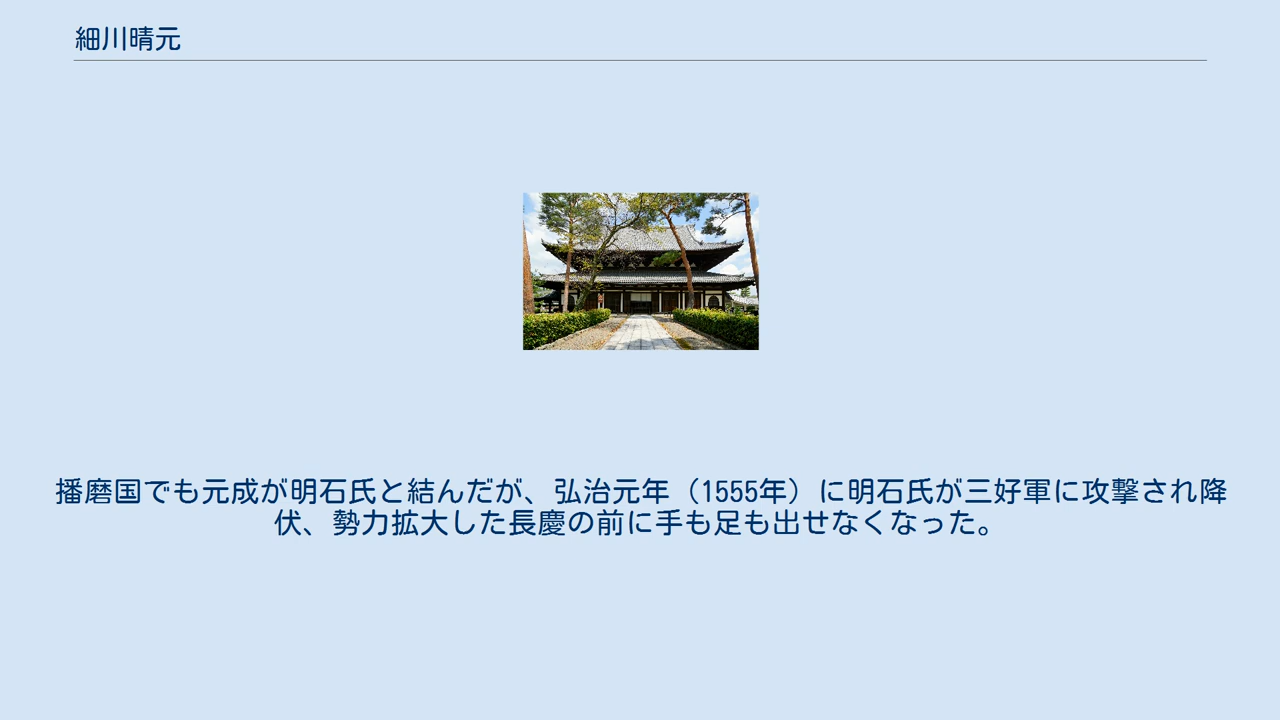 細川晴元
播磨国でも元成が明石氏と結んだが、弘治元年（1555年）に明石氏が三好軍に攻撃され降
伏、勢力拡大した長慶の前に手も足も出せなくなった。